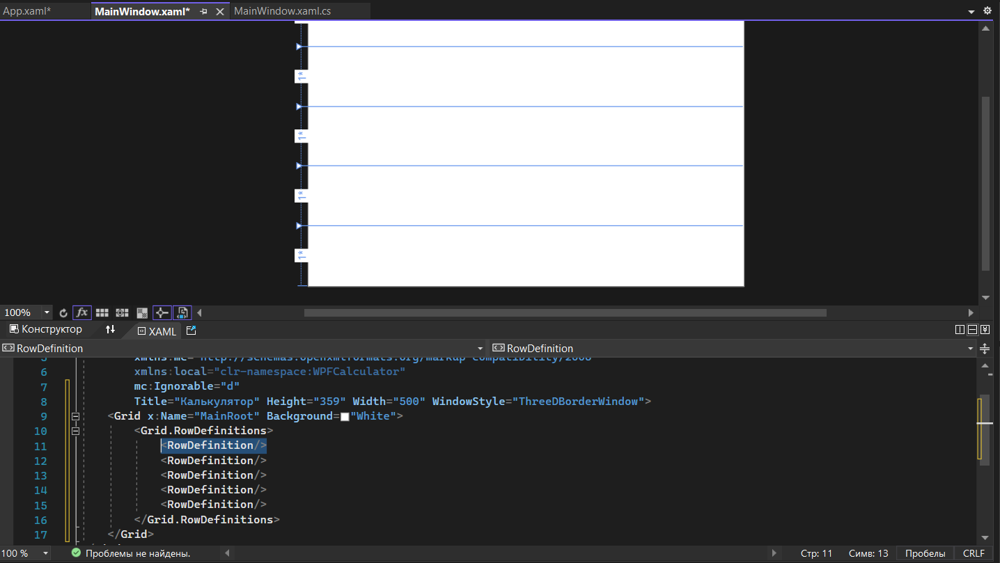 App.xaml*
MainWindow.xaml*
MainWindow.xaml.cs
1*
1*
1*
1*
100%
fx
Конструктор
XAML
RowDefinition
RowDefinition
5 xmlns:mc="http://schemas.openxmlformats.org/markup-compatibility/2006"
6 xmlns:local="clr-namespace:WPFCalculator"
7 mc:Ignorable="d"
8 Title="Калькулятор" Height="359" Width="500" WindowStyle="ThreeDBorderWindow">
9 <Grid x:Name="MainRoot" Background="White">
10 <Grid.RowDefinitions>
11 <RowDefinition/>
12 <RowDefinition/>
13 <RowDefinition/>
14 <RowDefinition/>
15 <RowDefinition/>
16 </Grid.RowDefinitions>
17 </Grid>
100 %
Проблемы не найдены.
Стр: 11
Симв: 13
Пробелы
CRLF